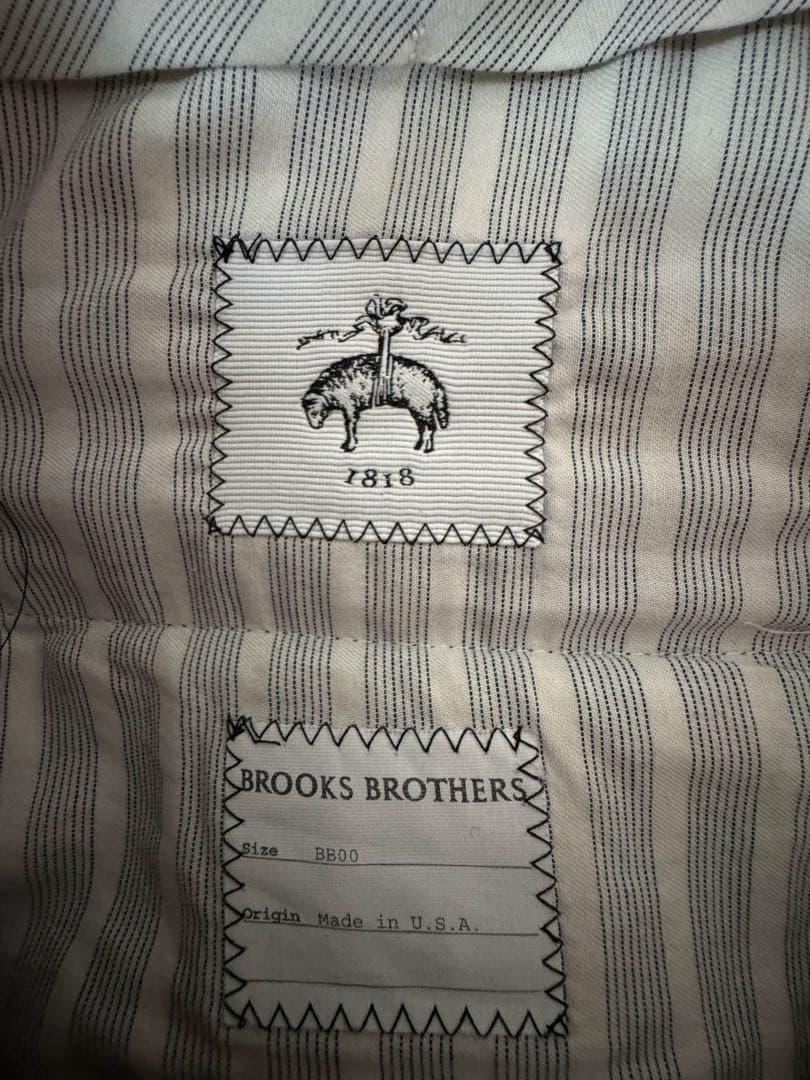 1818
BROOKS BROTHERS
Size BB00
Origin Made in U.S.A.